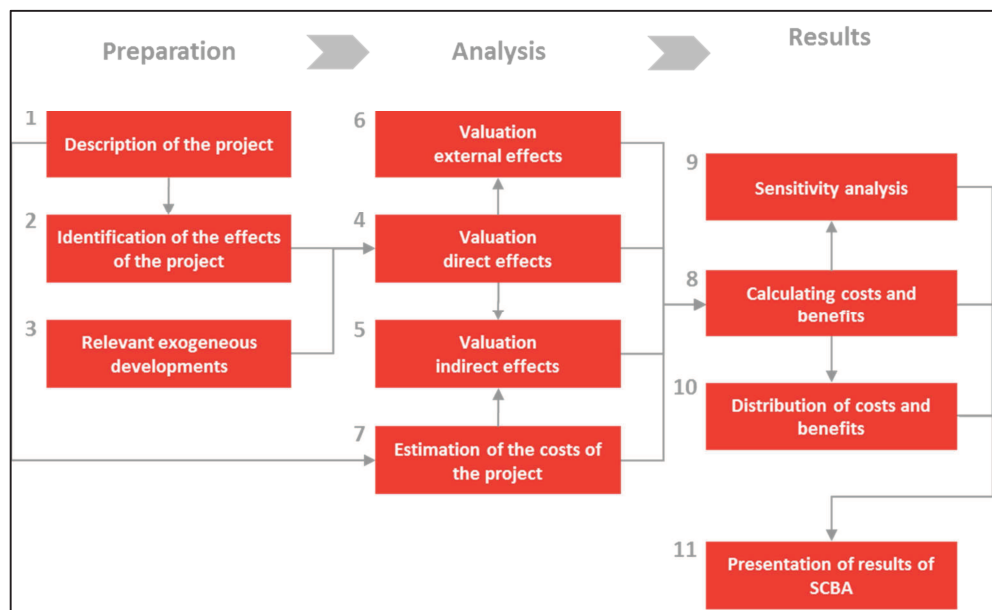 Preparation
Analysis
Results
1
Description of the project
2
Identification of the effects
of the project
3
Relevant exogeneous
developments
6
Valuation
external effects
4
Valuation
direct effects
5
Valuation
indirect effects
7
Estimation of the costs of
the project
9
Sensitivity analysis
8
Calculating costs and
benefits
10
Distribution of costs and
benefits
11
Presentation of results of
SCBA